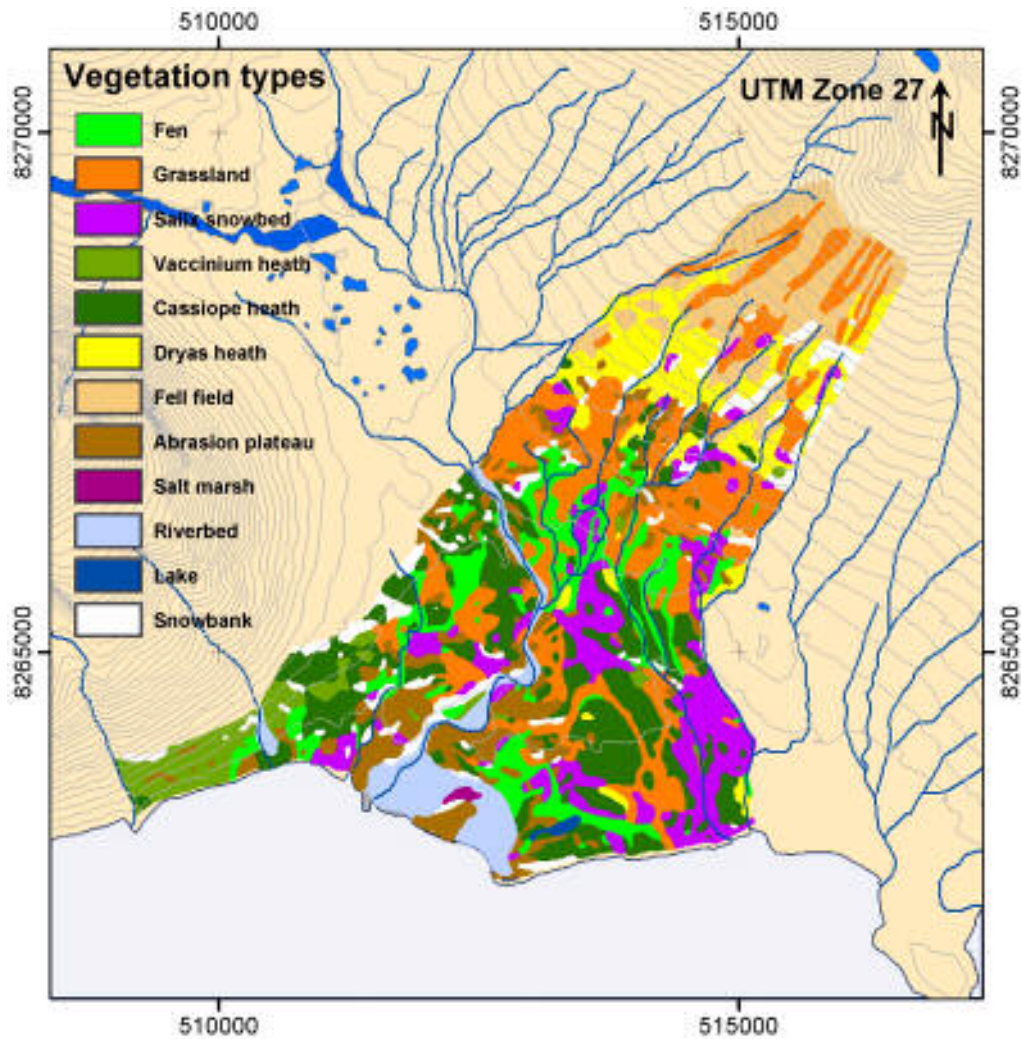 510000 515000
Vegetation types
UTM Zone 27
N
8270000 8270000
Fen
Grassland
Salix snowbed
Vaccinium heath
Cassiope heath
Dryas heath
Fell field
Abrasion plateau
Salt marsh
Riverbed
Lake
Snowbank
8265000 8265000
510000 515000